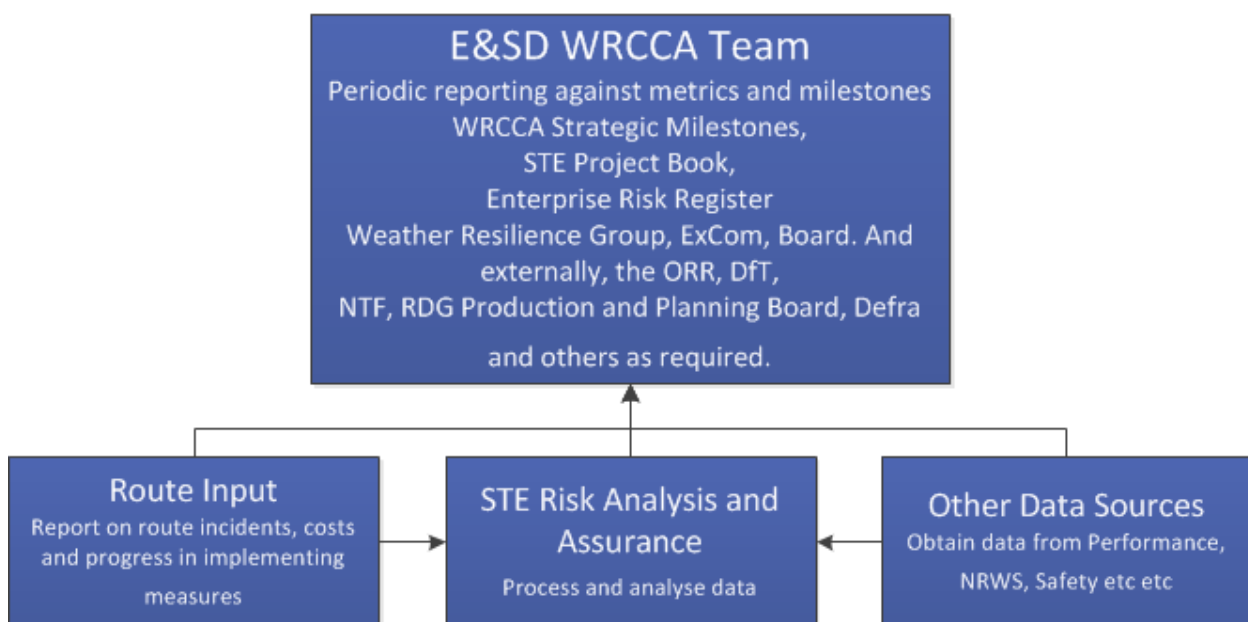 E&SD WRCCA Team
Periodic reporting against metrics and milestones
WRCCA Strategic Milestones,
STE Project Book,
Enterprise Risk Register
Weather Resilience Group, ExCom, Board. And
externally, the ORR, DfT,
NTF, RDG Production and Planning Board, Defra
and others as required.
Route Input
Report on route incidents, costs
and progress in implementing
measures
STE Risk Analysis and
Assurance
Process and analyse data
Other Data Sources
Obtain data from Performance,
NRWS, Safety etc etc